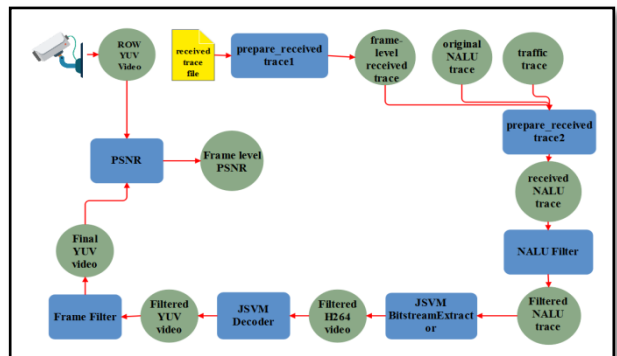 ROW
YUV
Video
received
trace
file
prepare_received
trace1
frame-
level
received
trace
original
NALU
trace
traffic
trace
prepare_received
trace2
PSNR
Frame level
PSNR
received
NALU
trace
Final
YUV
video
NALU Filter
Frame Filter
Filtered
YUV
video
JSVM
Decoder
Filtered
H264
video
JSVM
BitstreamExtract
or
Filtered
NALU
trace